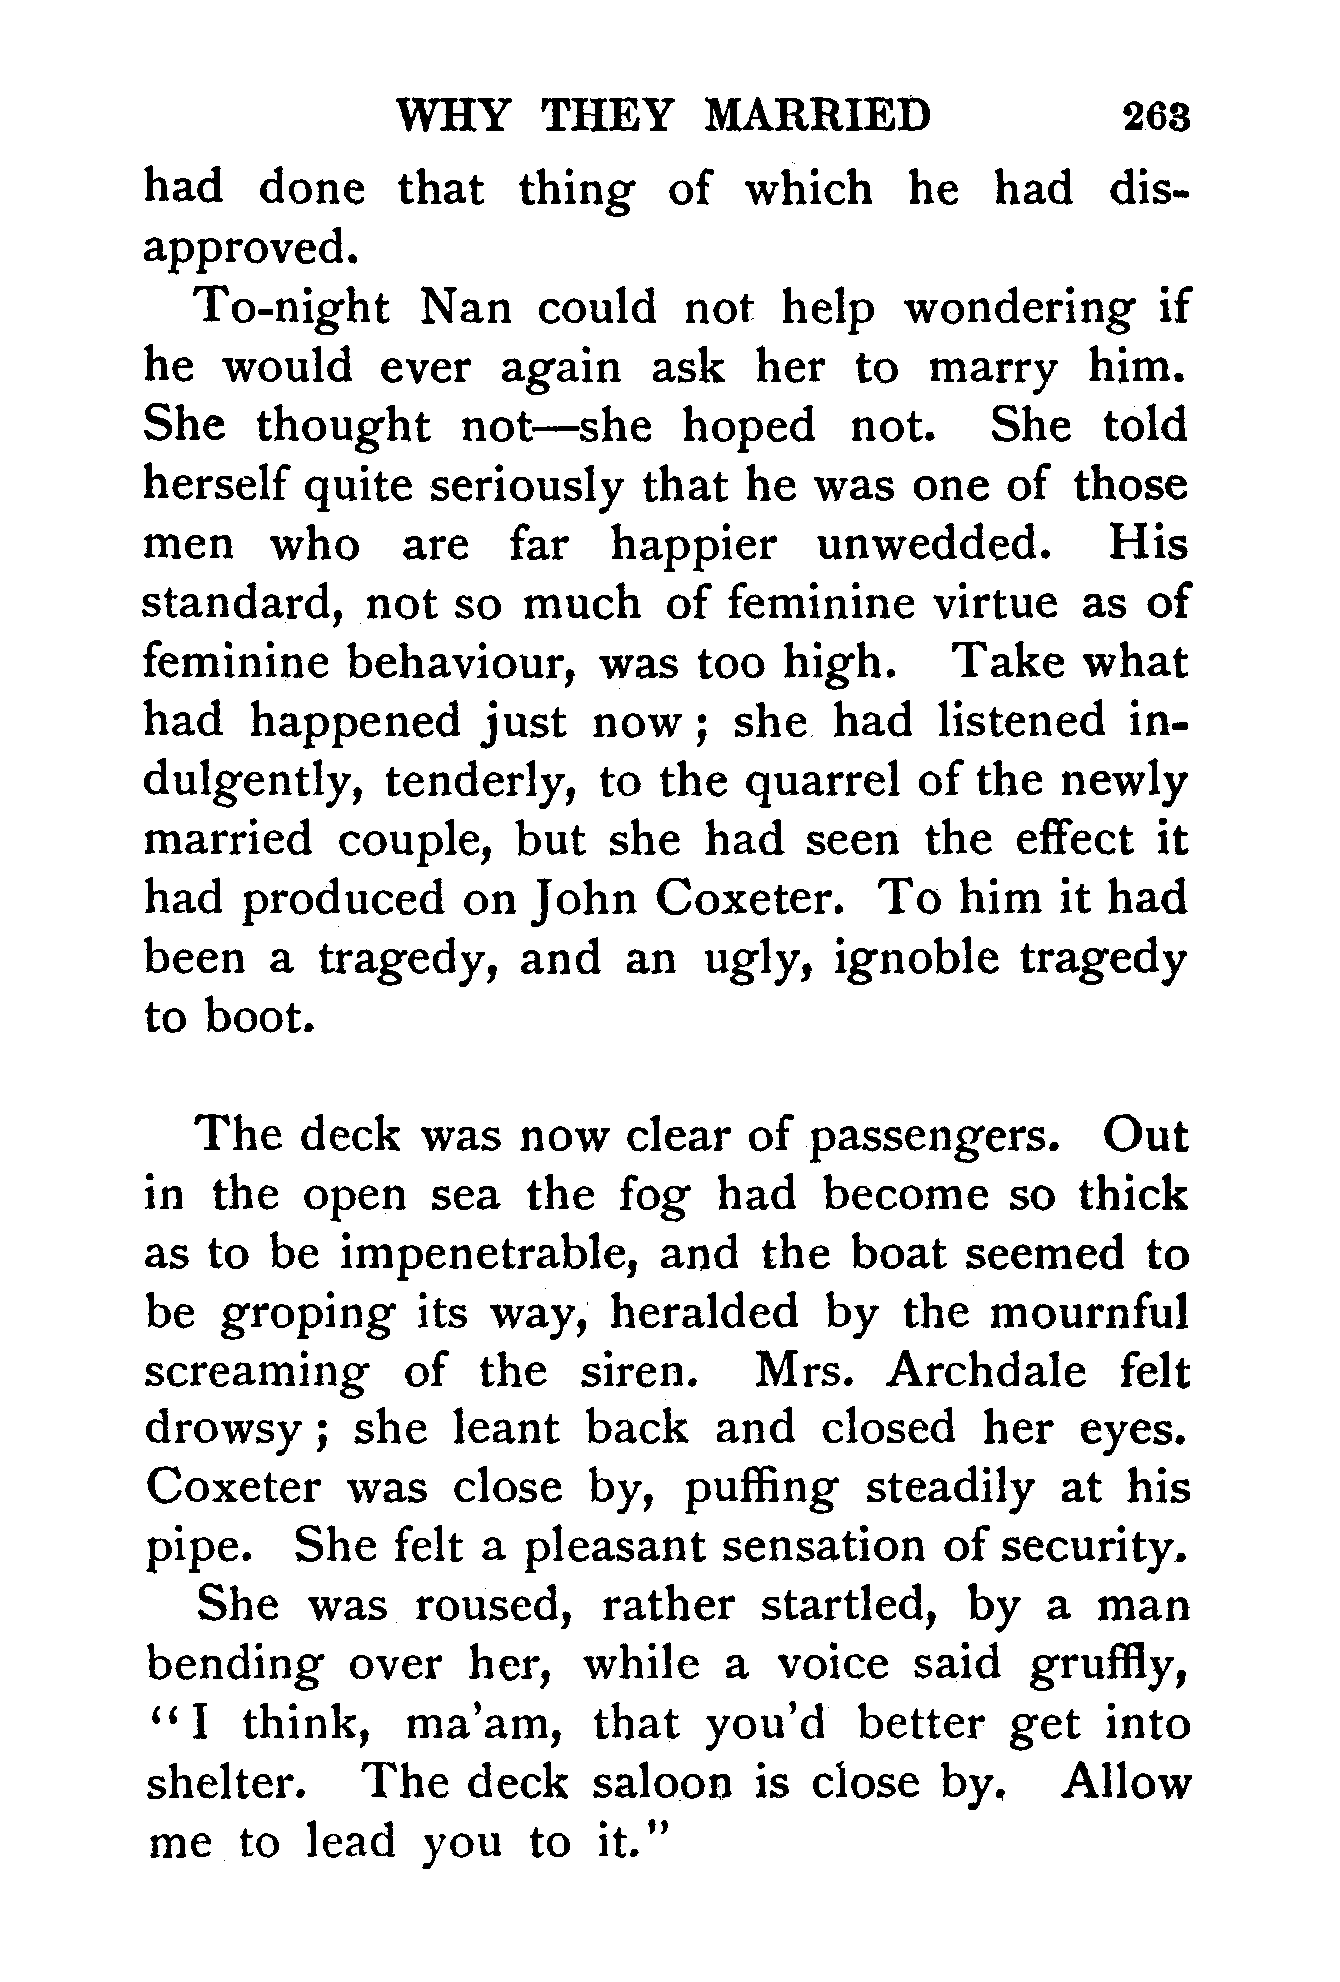 WHY THEY MARRIED 263
had done that thing of which he had dis-
approved.
To-night Nan could not help wondering if
he would ever again ask her to marry him.
She thought not—she hoped not. She told
herself quite seriously that he was one of those
men who are far happier unwedded. His
standard, not so much of feminine virtue as of
feminine behaviour, was too high. Take what
had happened just now ; she had listened in-
dulgently, tenderly, to the quarrel of the newly
married couple, but she had seen the effect it
had produced on John Coxeter. To him it had
been a tragedy, and an ugly, ignoble tragedy
to boot.
The deck was now clear of passengers. Out
in the open sea the fog had become so thick
as to be impenetrable, and the boat seemed to
be groping its way, heralded by the mournful
screaming of the siren. Mrs. Archdale felt
drowsy ; she leant back and closed her eyes.
Coxeter was close by, puffing steadily at his
pipe. She felt a pleasant sensation of security.
She was roused, rather startled, by a man
bending over her, while a voice said gruffly,
“ I think, ma’am, that you’d better get into
shelter. The deck saloon is close by. Allow
me to lead you to it.”